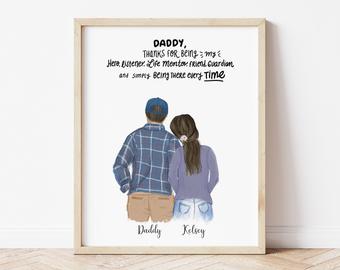 DADDY,
THANKS FOR BEING my
Hero, Listener, Life Mentor, Friend, Guardian,
and simply BEING THERE EVERY TIME
Daddy Kelsey